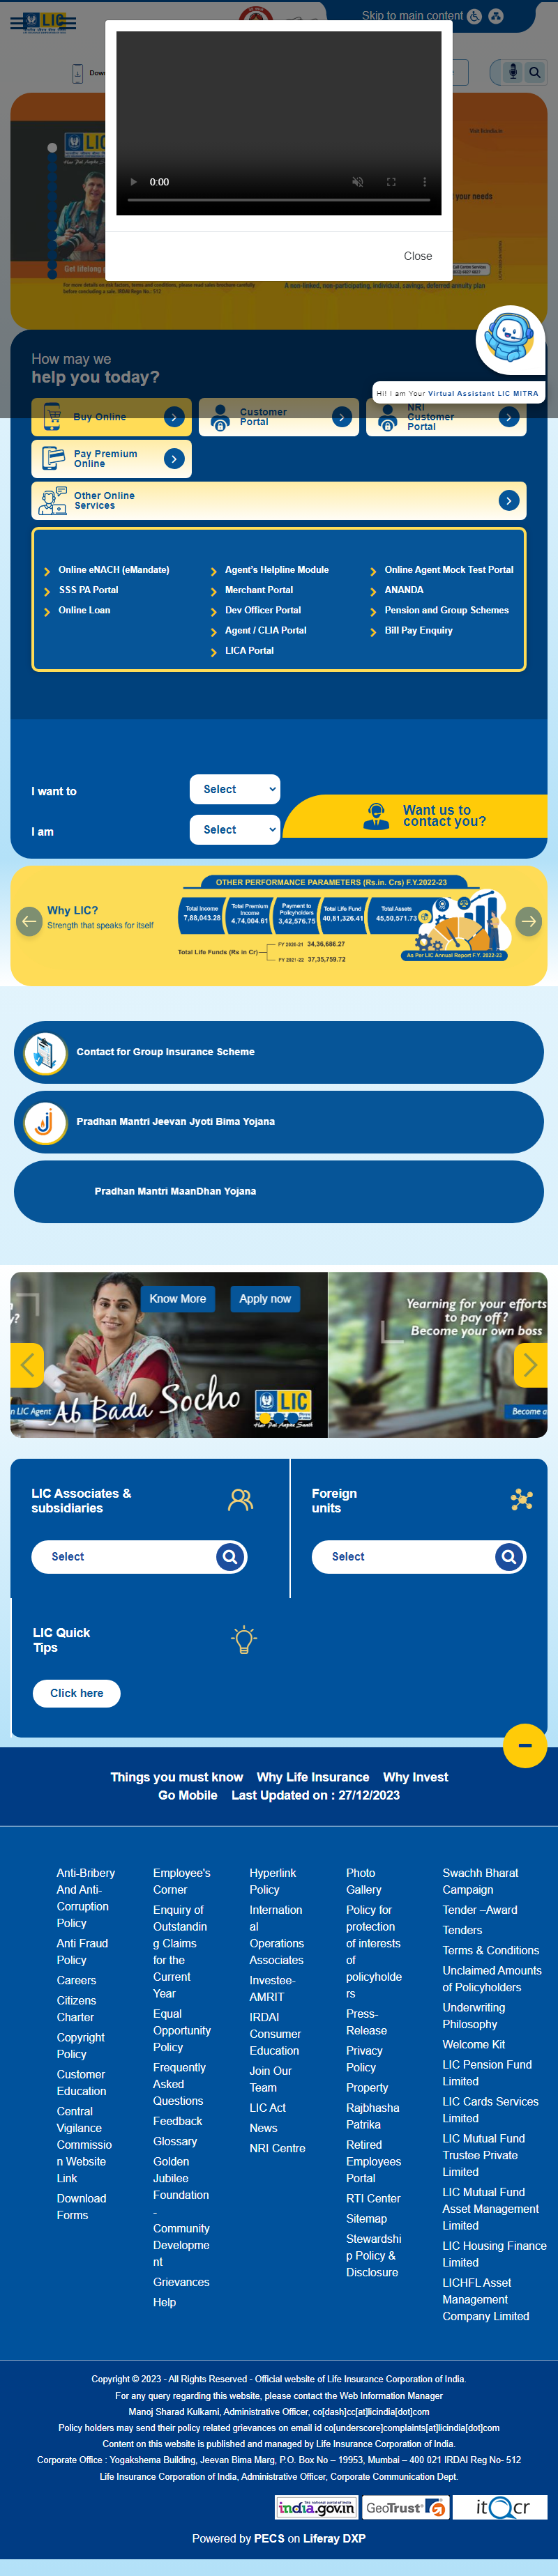 Skip to main content
LIC
Down
0:00
Close
LIC
Visit licindia.in
your needs
Get lifelong
For more details on risk factors, terms and conditions, please read sales brochure carefully
before concluding a sale. IRDAI Regn No.: 512
A non-linked, non-participating, individual, savings, deferred annuity plan
Hi! I am Your Virtual Assistant LIC MITRA
How may we
help you today?
Buy Online
Customer
Portal
NRI
Customer
Portal
Pay Premium
Online
Other Online
Services
Online eNACH (eMandate)
SSS PA Portal
Online Loan
Agent's Helpline Module
Merchant Portal
Dev Officer Portal
Agent / CLIA Portal
LICA Portal
Online Agent Mock Test Portal
ANANDA
Pension and Group Schemes
Bill Pay Enquiry
I want to
Select
I am
Select
Want us to
contact you?
Why LIC?
Strength that speaks for itself
OTHER PERFORMANCE PARAMETERS (Rs.in. Crs) F.Y.2022-23
Total Income
7,88,043.28
Total Premium
Income
4,74,004.61
Payment to
Policyholders
3,42,576.75
Total Life Fund
40,81,326.41
Total Assets
45,50,571.73
Total Life Funds (Rs in Cr)
FY 2020-21 34,36,686.27
FY 2021-22 37,35,759.72
As Per LIC Annual Report F.Y. 2022-23
Contact for Group Insurance Scheme
Pradhan Mantri Jeevan Jyoti Bima Yojana
Pradhan Mantri MaanDhan Yojana
Know More
Apply now
y?
n LIC Agent
Ab Bada Socho
LIC
Yearning for your efforts
to pay off?
Become your own boss
Become a
LIC Associates &
subsidiaries
Select
Foreign
units
Select
LIC Quick
Tips
Click here
Things you must know Why Life Insurance Why Invest
Go Mobile Last Updated on : 27/12/2023
Anti-Bribery
And Anti-
Corruption
Policy
Anti Fraud
Policy
Careers
Citizens
Charter
Copyright
Policy
Customer
Education
Central
Vigilance
Commissio
n Website
Link
Download
Forms
Employee's
Corner
Enquiry of
Outstandin
g Claims
for the
Current
Year
Equal
Opportunity
Policy
Frequently
Asked
Questions
Feedback
Glossary
Golden
Jubilee
Foundation
-
Community
Developme
nt
Grievances
Help
Hyperlink
Policy
Internation
al
Operations
Associates
Investee-
AMRIT
IRDAI
Consumer
Education
Join Our
Team
LIC Act
News
NRI Centre
Photo
Gallery
Policy for
protection
of interests
of
policyholde
rs
Press-
Release
Privacy
Policy
Property
Rajbhasha
Patrika
Retired
Employees
Portal
RTI Center
Sitemap
Stewardshi
p Policy &
Disclosure
Swachh Bharat
Campaign
Tender –Award
Tenders
Terms & Conditions
Unclaimed Amounts
of Policyholders
Underwriting
Philosophy
Welcome Kit
LIC Pension Fund
Limited
LIC Cards Services
Limited
LIC Mutual Fund
Trustee Private
Limited
LIC Mutual Fund
Asset Management
Limited
LIC Housing Finance
Limited
LICHFL Asset
Management
Company Limited
Copyright © 2023 - All Rights Reserved - Official website of Life Insurance Corporation of India.
For any query regarding this website, please contact the Web Information Manager
Manoj Sharad Kulkarni, Administrative Officer, co[dash]cc[at]licindia[dot]com
Policy holders may send their policy related grievances on email id co[underscore]complaints[at]licindia[dot]com
Content on this website is published and managed by Life Insurance Corporation of India.
Corporate Office : Yogakshema Building, Jeevan Bima Marg, P.O. Box No – 19953, Mumbai – 400 021 IRDAI Reg No- 512
Life Insurance Corporation of India, Administrative Officer, Corporate Communication Dept.
india.gov.in
GeoTrust
itQcr
Powered by PECS on Liferay DXP